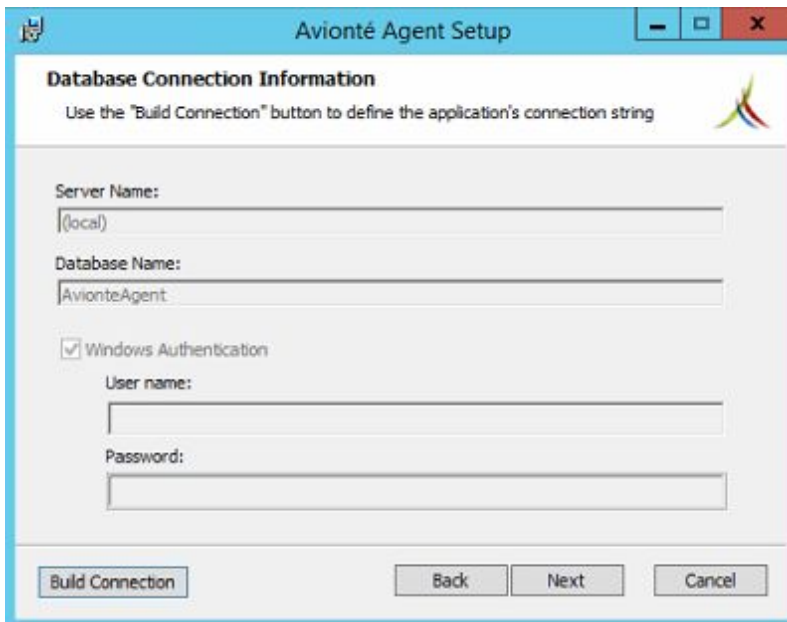 Avionté Agent Setup
Database Connection Information
Use the "Build Connection" button to define the application's connection string
Server Name:
(local)
Database Name:
AvionteAgent
Windows Authentication
User name:
Password:
Build Connection
Back
Next
Cancel